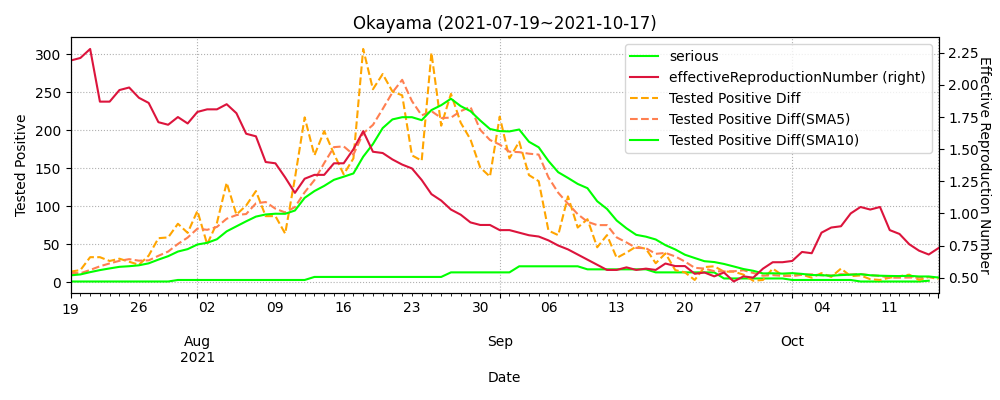 Okayama (2021-07-19~2021-10-17)
serious
effectiveReproductionNumber (right)
Tested Positive Diff
Tested Positive Diff(SMA5)
Tested Positive Diff(SMA10)
Tested Positive
300
250
200
150
100
50
0
Effective Reproduction Number
2.25
2.00
1.75
1.50
1.25
1.00
0.75
0.50
19 26 02 09 16 23 30 06 13 20 27 04 11
Aug Sep Oct
2021
Date